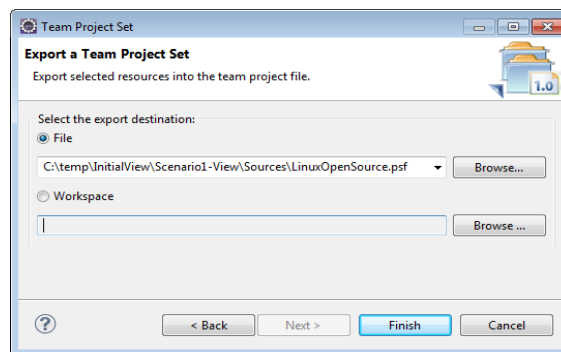 Team Project Set
Export a Team Project Set
Export selected resources into the team project file.
1.0
Select the export destination:
File
C:\temp\InitialView\Scenario1-View\Sources\LinuxOpenSource.psf
Browse...
Workspace
Browse ...
?
< Back
Next >
Finish
Cancel